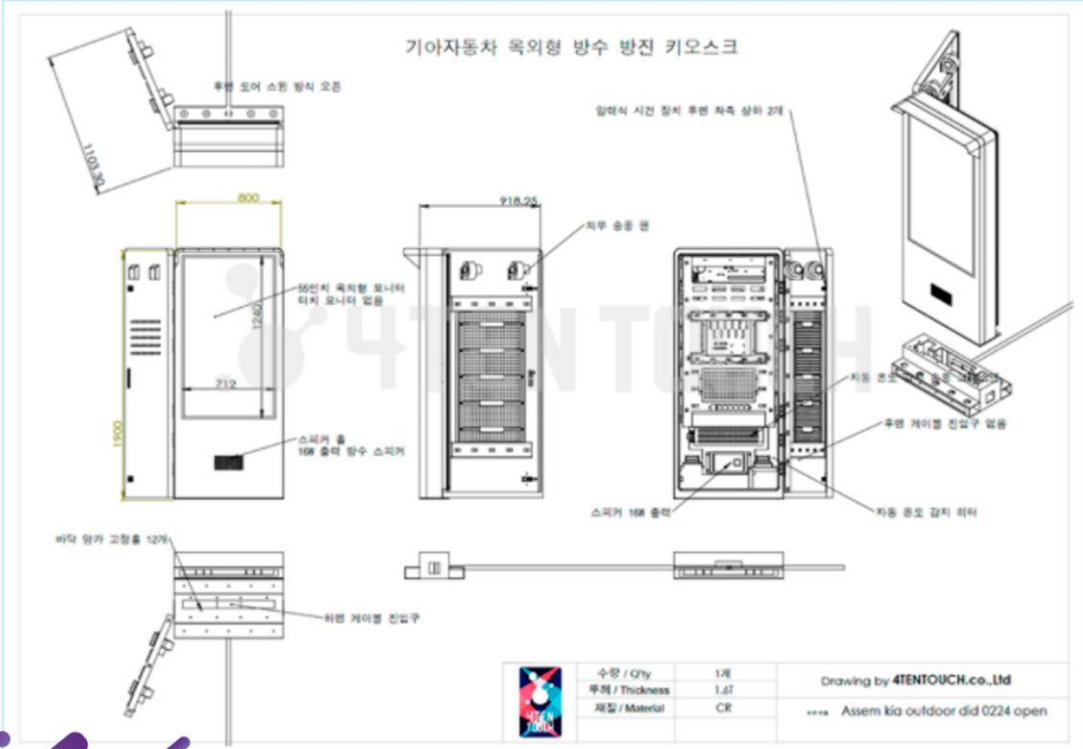 기아자동차 옥외형 방수 방진 키오스크
후면 도어 스윙 방식 오픈
1103.30
압력식 시건 장치 후면 좌측 상하 2개
800
918.25
외부 송풍 팬
55인치 옥외형 모니터
터치 모니터 없음
1240
712
1900
4TEN TOUCH
자동 온도
후면 케이블 진입구 없음
스피커 홀
16W 출력 방수 스피커
스피커 16W 출력
자동 온도 감지 히터
바닥 앙카 고정홀 12개
하면 케이블 진입구
4TEN
TOUCH
수량 / Q'ty 1개
두께 / Thickness 1.6T
재질 / Material CR
Drawing by 4TENTOUCH.co.,Ltd
Assem kia outdoor did 0224 open